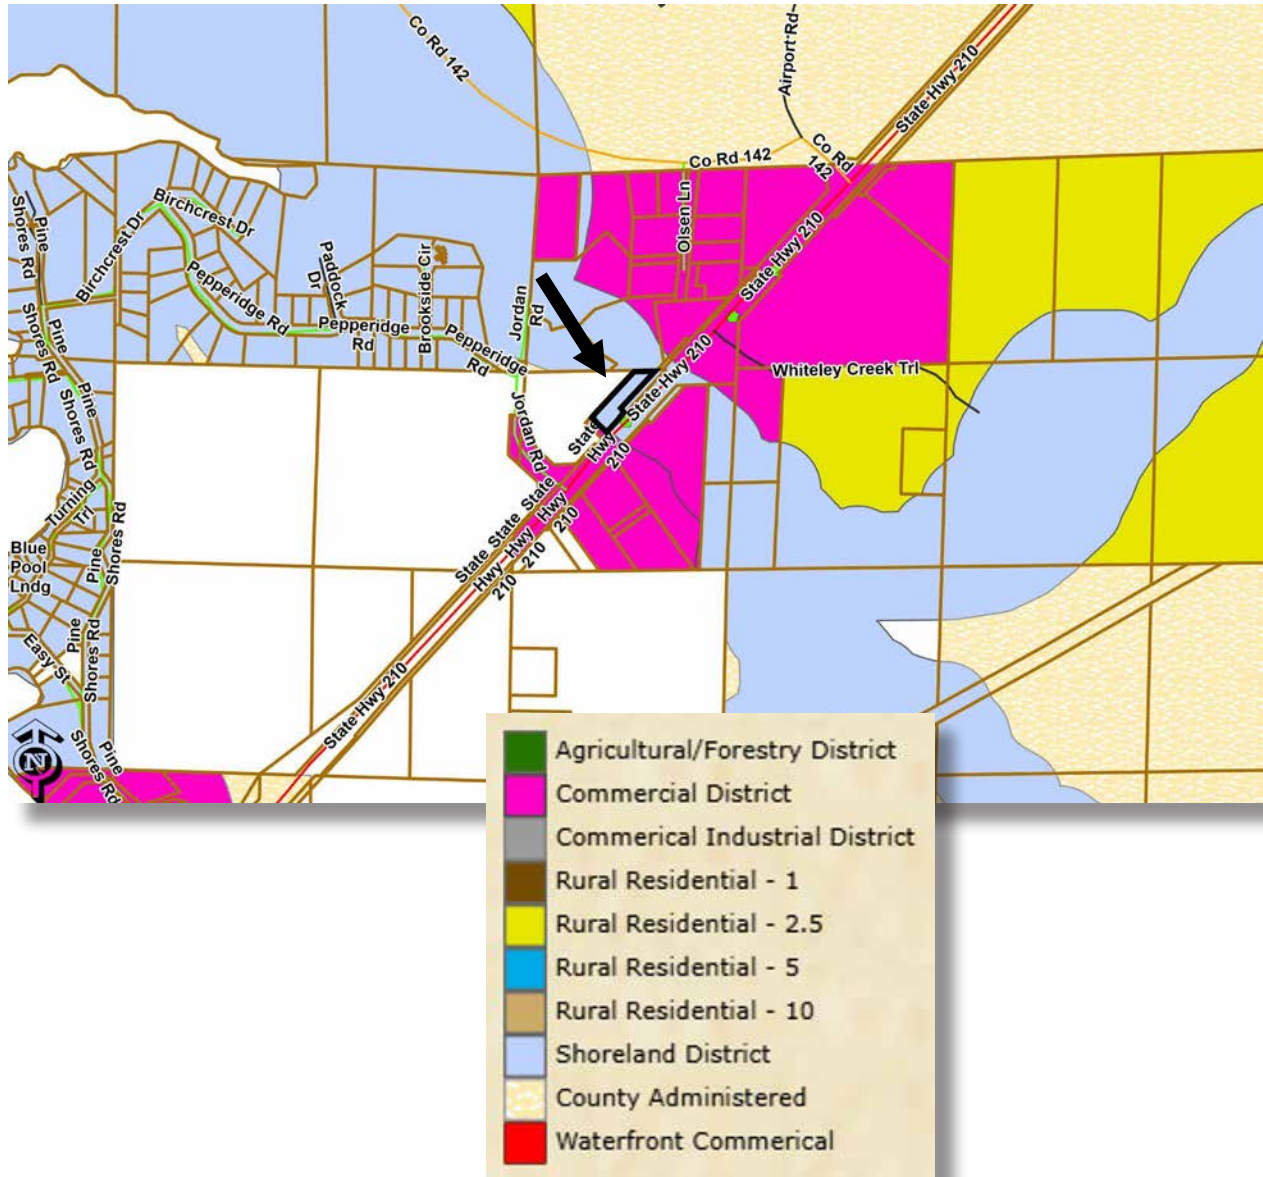 Co Rd 142
Airport Rd
State Hwy 210
Co Rd 142
Co Rd
142
Olsen Ln
Pine
Shores Rd
Birchcrest Dr
Birchcrest Dr
Paddock
Dr
Brookside Cir
Pepperidge Rd
Pepperidge
Rd
Pepperidge
Rd
Jordan
Rd
State Hwy 210
State Hwy 210
Whiteley Creek Trl
Pine
Shores Rd
Pine
Shores Rd
Jordan Rd
State
Hwy
210
Turning
Trl
Pine
Shores Rd
Blue
Pool
Lndg
State State State
Hwy Hwy Hwy
210 210 210
Easy St
Pine
Shores Rd
State Hwy 210
Pine
Shores Rd
N
Agricultural/Forestry District
Commercial District
Commerical Industrial District
Rural Residential - 1
Rural Residential - 2.5
Rural Residential - 5
Rural Residential - 10
Shoreland District
County Administered
Waterfront Commerical